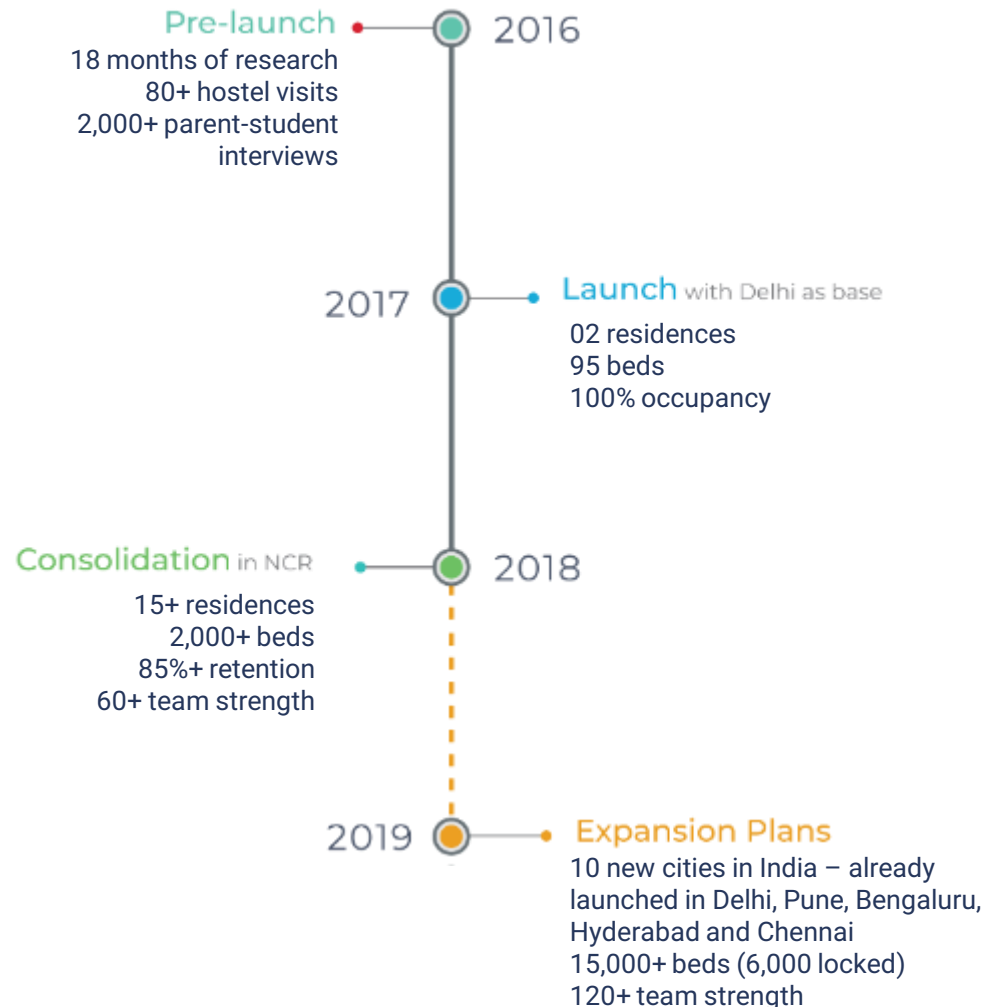 Pre-launch
2016
18 months of research
80+ hostel visits
2,000+ parent-student
interviews
2017
Launch with Delhi as base
02 residences
95 beds
100% occupancy
Consolidation in NCR
2018
15+ residences
2,000+ beds
85%+ retention
60+ team strength
2019
Expansion Plans
10 new cities in India – already
launched in Delhi, Pune, Bengaluru,
Hyderabad and Chennai
15,000+ beds (6,000 locked)
120+ team strength